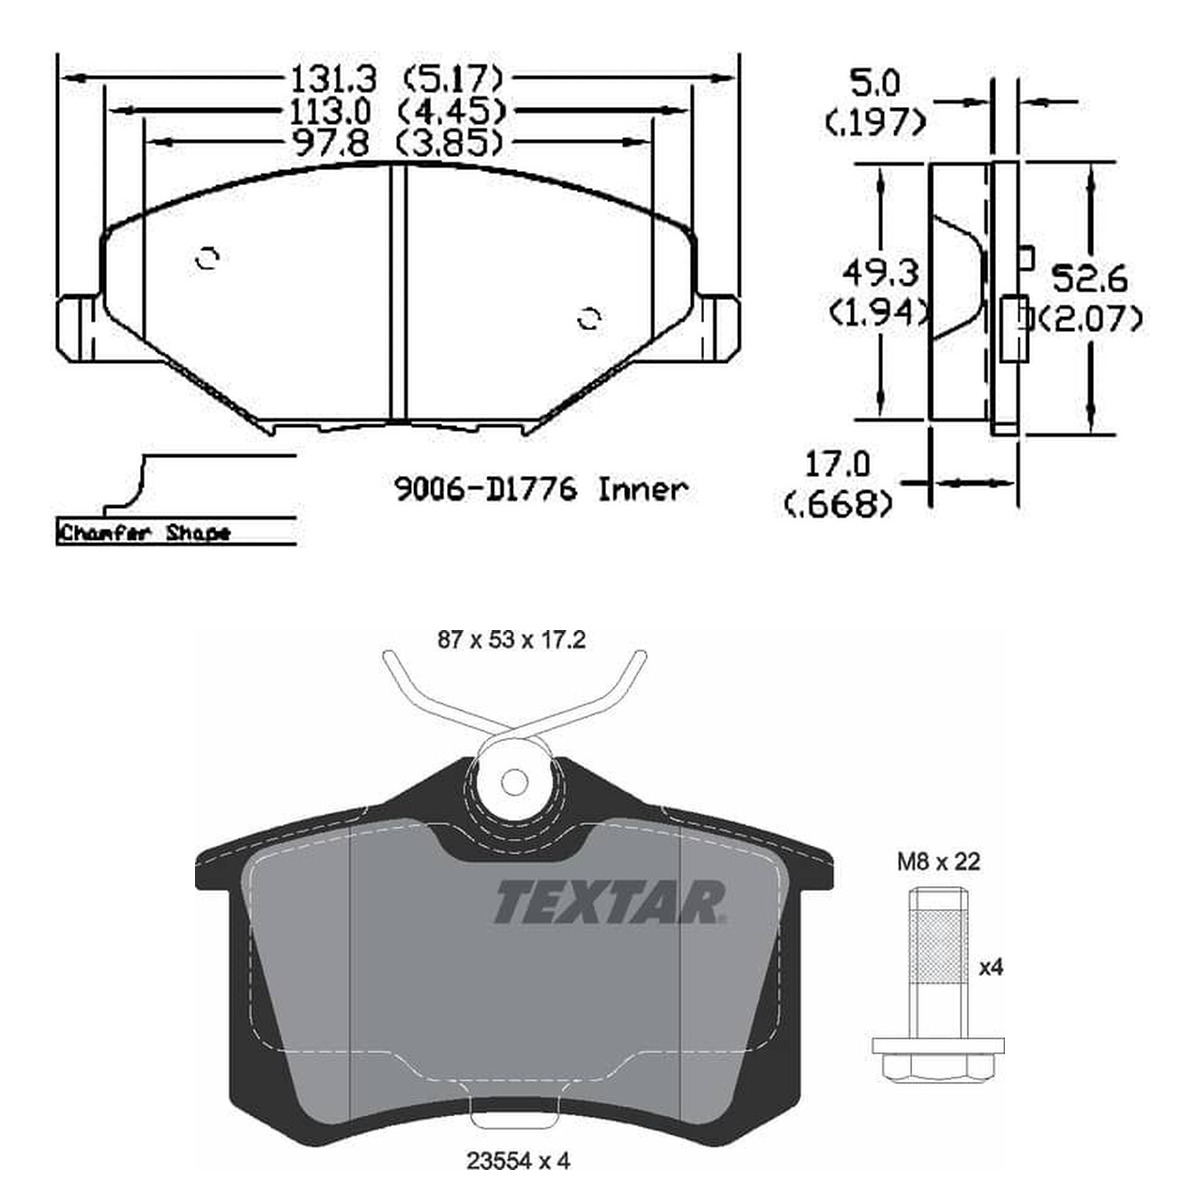 131.3 (5.17)
113.0 (4.45)
97.8 (3.85)
5.0
(.197)
49.3
(1.94)
52.6
(2.07)
17.0
(.668)
9006-D1776 Inner
Chamfer Shape
87 x 53 x 17.2
TEXTAR®
M8 x 22
x4
23554 x 4